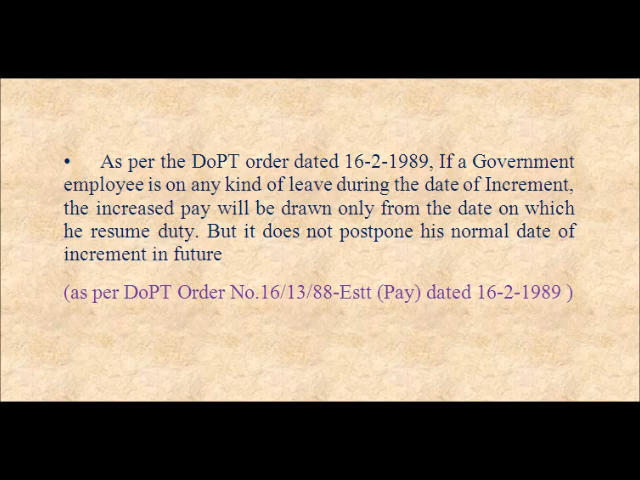 • As per the DoPT order dated 16-2-1989, If a Government
employee is on any kind of leave during the date of Increment,
the increased pay will be drawn only from the date on which
he resume duty. But it does not postpone his normal date of
increment in future
(as per DoPT Order No.16/13/88-Estt (Pay) dated 16-2-1989 )